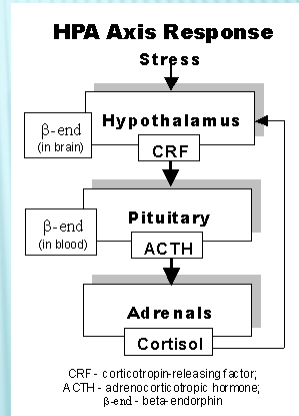 HPA Axis Response
Stress
Hypothalamus
β-end
(in brain)
CRF
Pituitary
β-end
(in blood)
ACTH
Adrenals
Cortisol
CRF - corticotropin-releasing factor;
ACTH - adrenocorticotropic hormone;
β-end - beta-endorphin